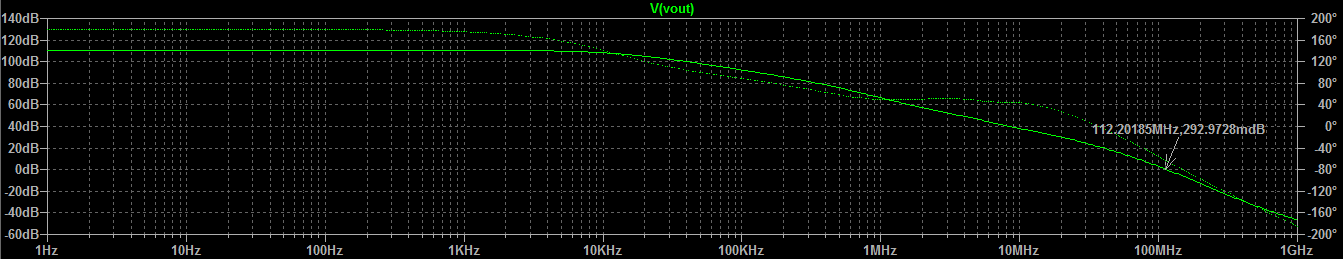 V(vout)
140dB 200°
120dB 160°
100dB 120°
80dB 80°
60dB 40°
40dB 0°
112.20185MHz,292.9728mdB
20dB -40°
0dB -80°
-20dB -120°
-40dB -160°
-60dB -200°
1Hz 10Hz 100Hz 1KHz 10KHz 100KHz 1MHz 10MHz 100MHz 1GHz